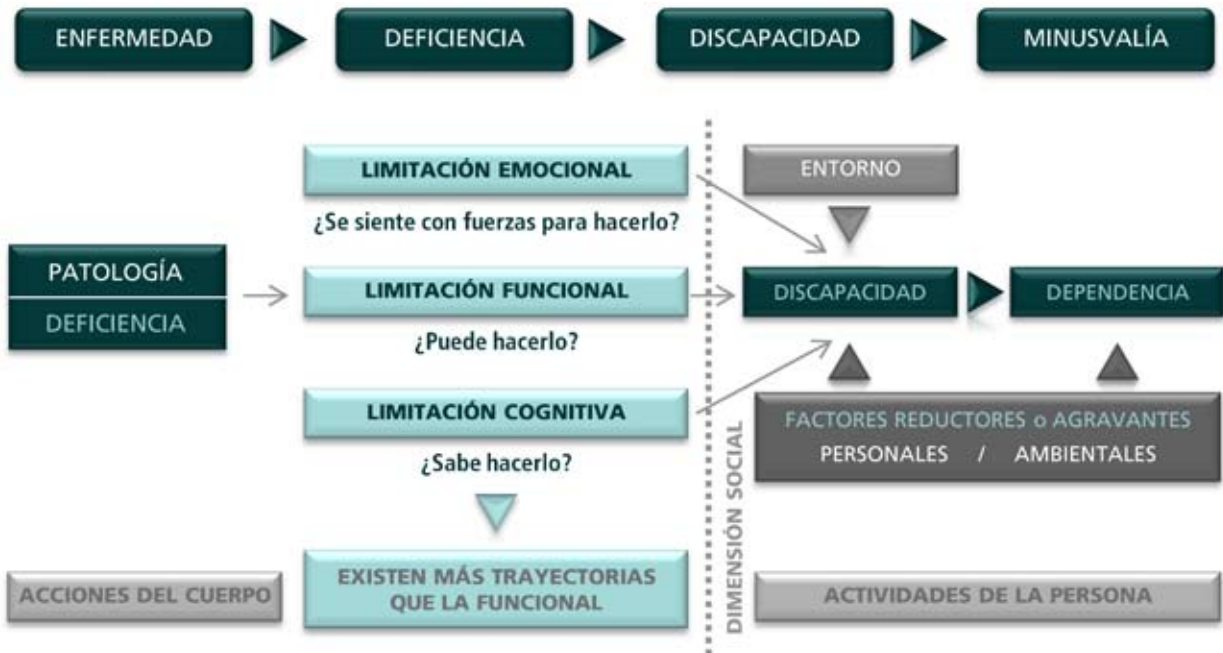 ENFERMEDAD
DEFICIENCIA
DISCAPACIDAD
MINUSVALÍA
LIMITACIÓN EMOCIONAL
¿Se siente con fuerzas para hacerlo?
ENTORNO
PATOLOGÍA
DEFICIENCIA
LIMITACIÓN FUNCIONAL
¿Puede hacerlo?
DISCAPACIDAD
DEPENDENCIA
LIMITACIÓN COGNITIVA
¿Sabe hacerlo?
FACTORES REDUCTORES o AGRAVANTES
PERSONALES / AMBIENTALES
DIMENSIÓN SOCIAL
ACCIONES DEL CUERPO
EXISTEN MÁS TRAYECTORIAS
QUE LA FUNCIONAL
ACTIVIDADES DE LA PERSONA